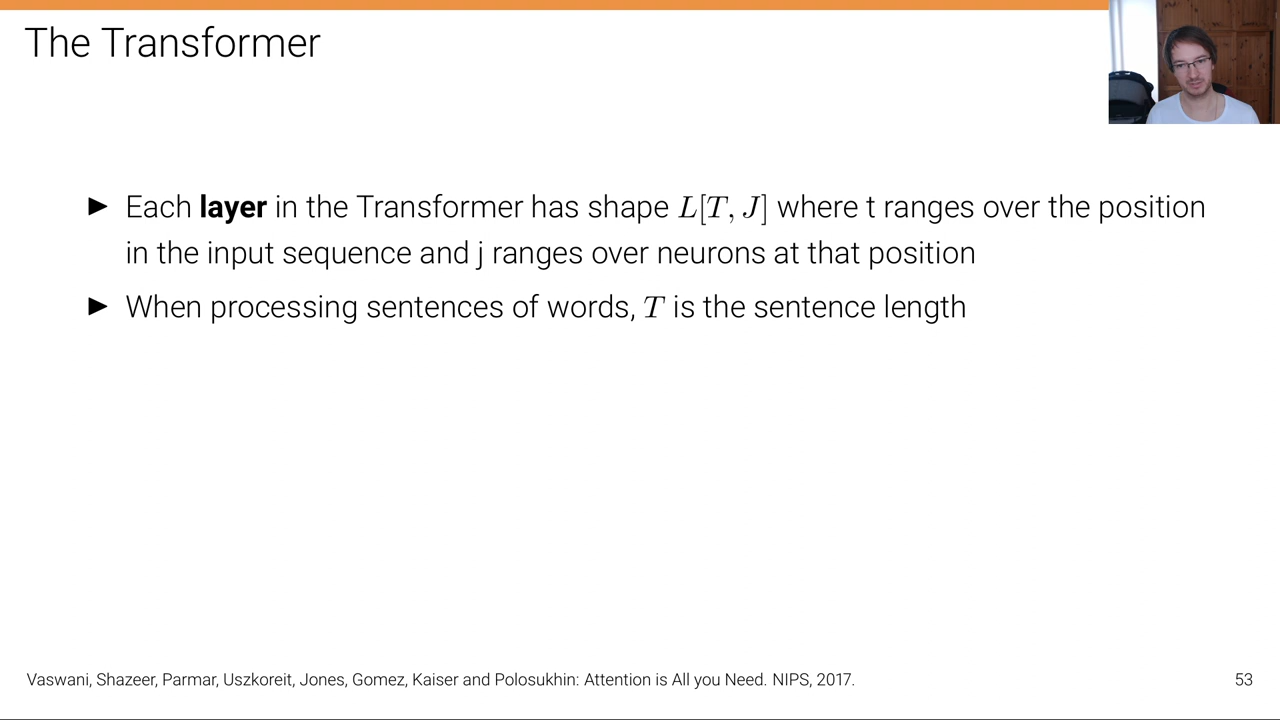 The Transformer
► Each layer in the Transformer has shape L[T, J] where t ranges over the position
in the input sequence and j ranges over neurons at that position
► When processing sentences of words, T is the sentence length
Vaswani, Shazeer, Parmar, Uszkoreit, Jones, Gomez, Kaiser and Polosukhin: Attention is All you Need. NIPS, 2017.
53